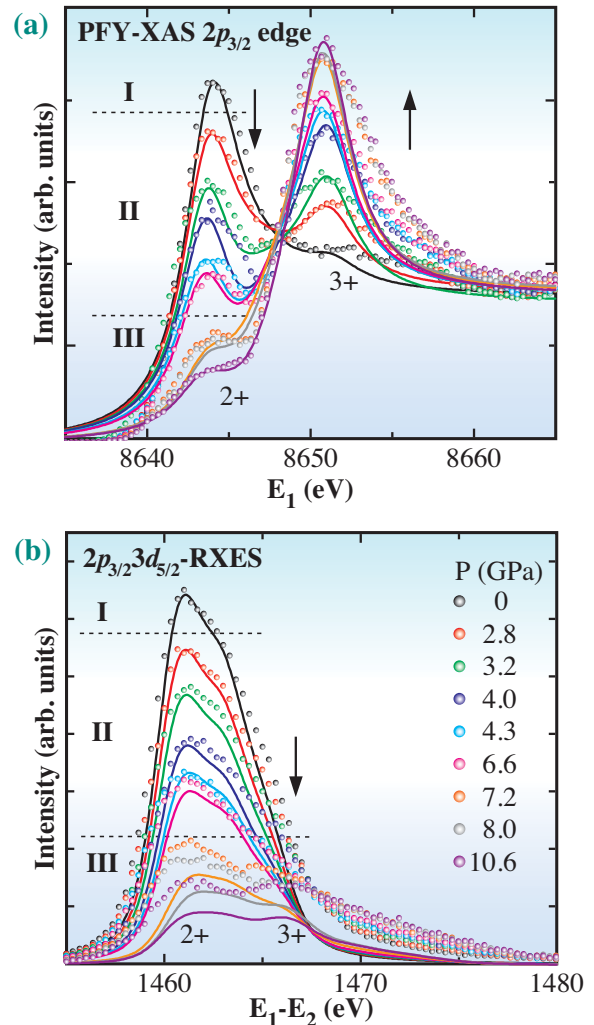 (a)
PFY-XAS 2p3/2 edge
I
II
III
3+
2+
Intensity (arb. units)
8640 8650 8660
E1 (eV)
(b)
2p3/23d5/2-RXES
P (GPa)
0
2.8
3.2
4.0
4.3
6.6
7.2
8.0
10.6
I
II
III
2+ 3+
Intensity (arb. units)
1460 1470 1480
E1-E2 (eV)